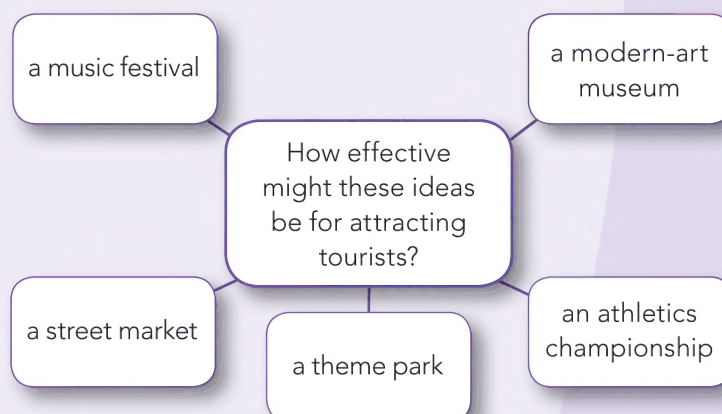 a music festival
a modern-art
museum
How effective
might these ideas
be for attracting
tourists?
a street market
a theme park
an athletics
championship